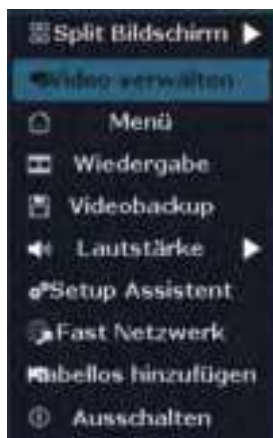 Split Bildschirm
Video verwalten
Menü
Wiedergabe
Videobackup
Lautstärke
Setup Assistent
Fast Netzwerk
Kabellos hinzufügen
Ausschalten